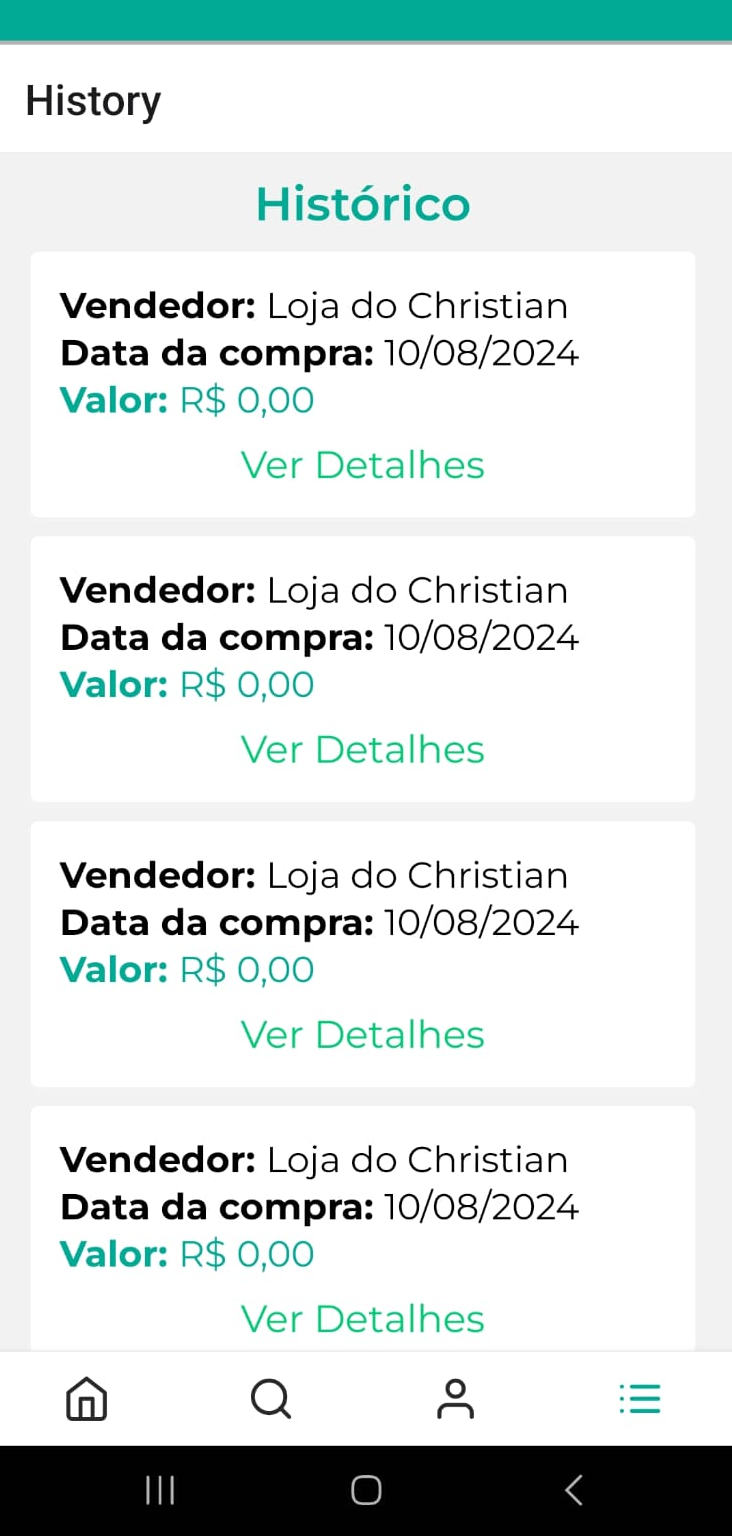 History
Histórico
Vendedor: Loja do Christian
Data da compra: 10/08/2024
Valor: R$ 0,00
Ver Detalhes
Vendedor: Loja do Christian
Data da compra: 10/08/2024
Valor: R$ 0,00
Ver Detalhes
Vendedor: Loja do Christian
Data da compra: 10/08/2024
Valor: R$ 0,00
Ver Detalhes
Vendedor: Loja do Christian
Data da compra: 10/08/2024
Valor: R$ 0,00
Ver Detalhes